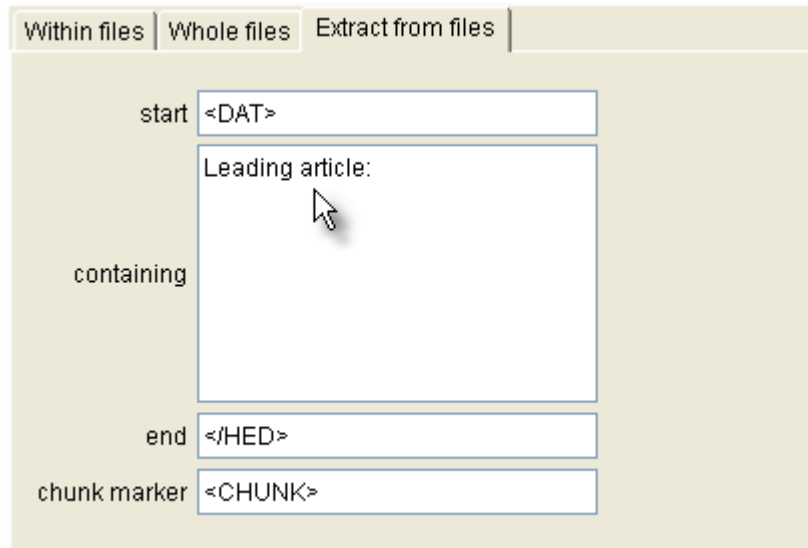 Within files Whole files Extract from files
start <DAT>
Leading article:
containing
end </HED>
chunk marker <CHUNK>